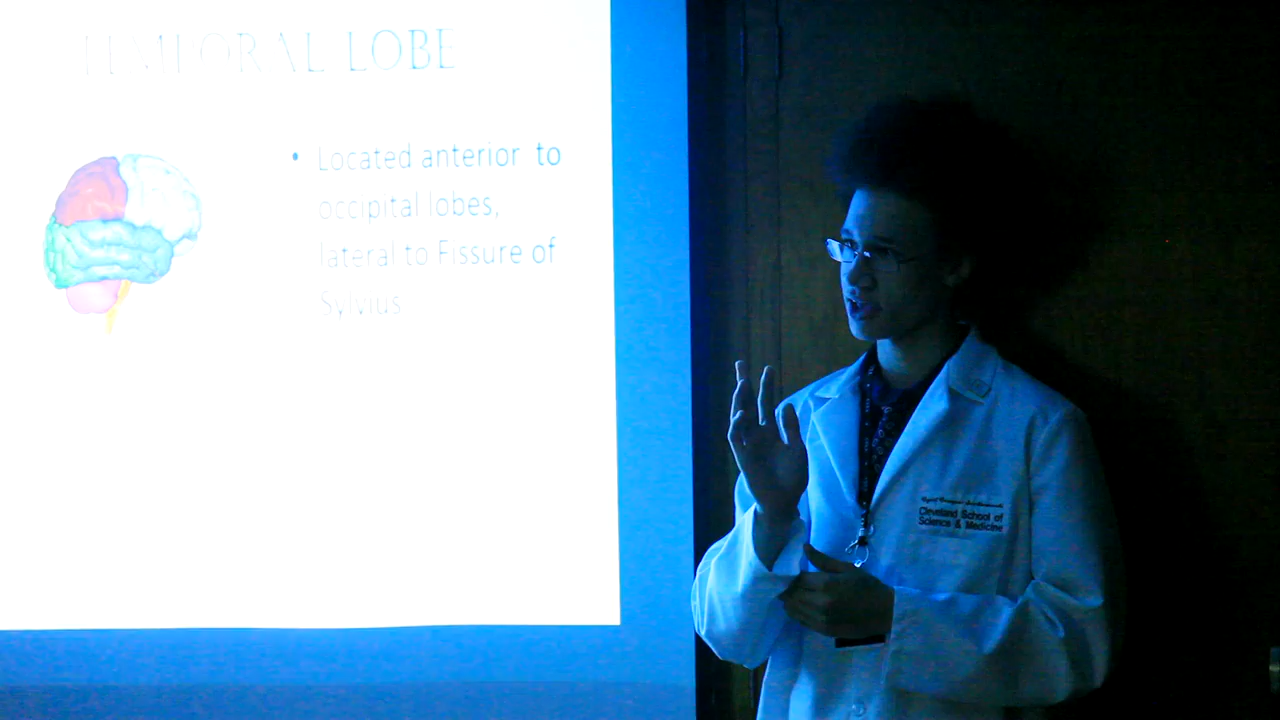 TEMPORAL LOBE
• Located anterior to
occipital lobes,
lateral to Fissure of
Sylvius
Cleveland School of
Science & Medicine